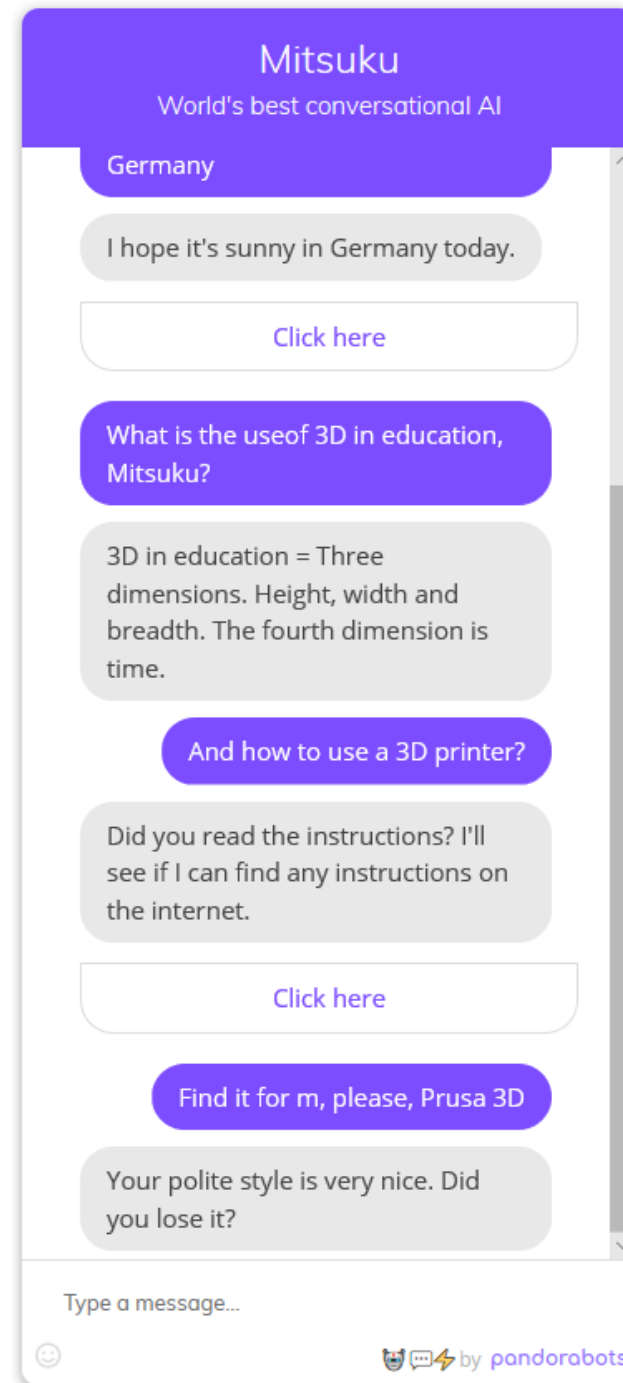 Mitsuku
World's best conversational AI
Germany
I hope it's sunny in Germany today.
Click here
What is the useof 3D in education,
Mitsuku?
3D in education = Three
dimensions. Height, width and
breadth. The fourth dimension is
time.
And how to use a 3D printer?
Did you read the instructions? I'll
see if I can find any instructions on
the internet.
Click here
Find it for m, please, Prusa 3D
Your polite style is very nice. Did
you lose it?
Type a message...
by pandorabots